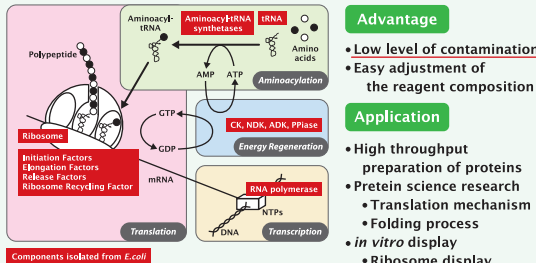 Polypeptide
Aminoacyl-
tRNA
Aminoacyl-tRNA
synthetases
tRNA
Amino
acids
AMP
ATP
Aminoacylation
GTP
GDP
CK, NDK, ADK, PPiase
Energy Regeneration
Ribosome
Initiation Factors
Elongation Factors
Release Factors
Ribosome Recycling Factor
mRNA
RNA polymerase
NTPs
DNA
Translation
Transcription
Components isolated from E.coli
Advantage
• Low level of contamination
• Easy adjustment of
the reagent composition
Application
• High throughput
preparation of proteins
• Pretein science research
• Translation mechanism
• Folding process
• in vitro display
• Ribosome display